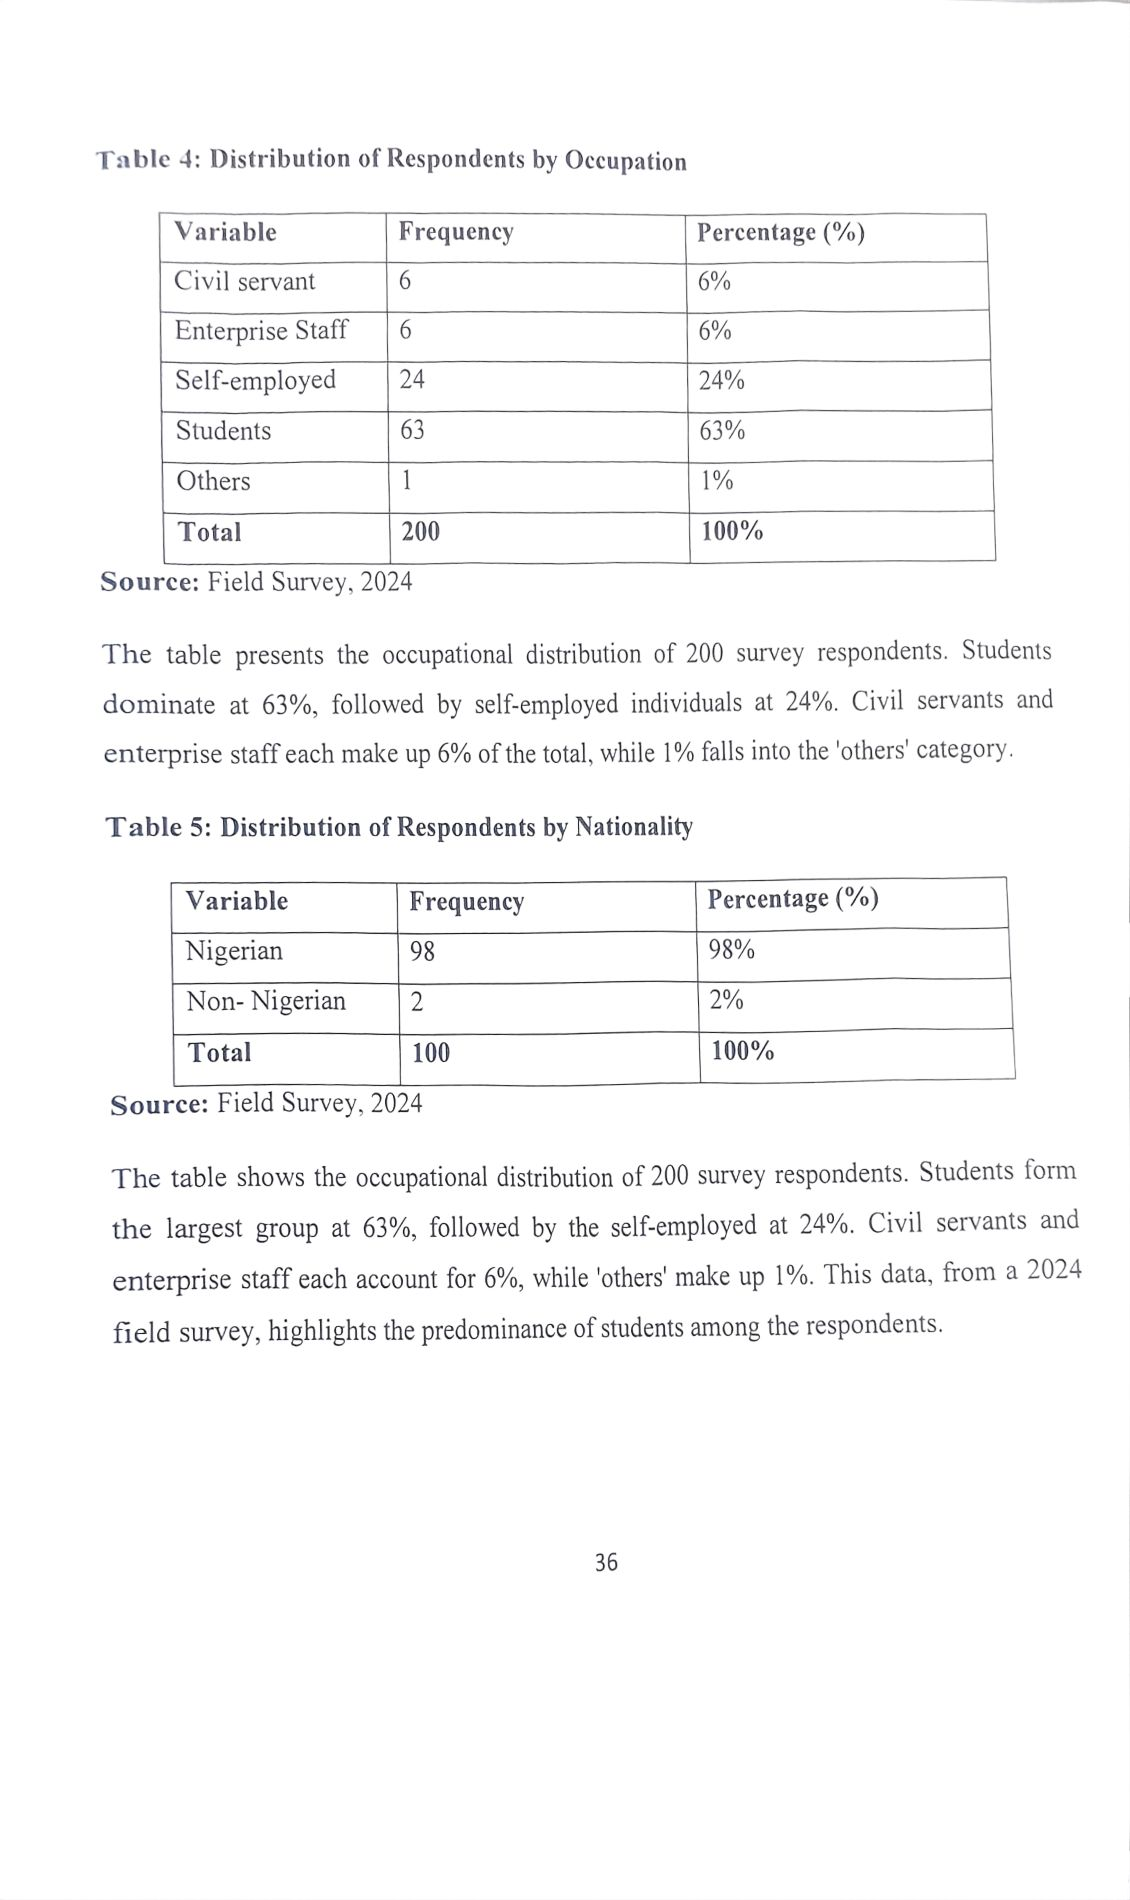 Table 4: Distribution of Respondents by Occupation
Variable Frequency Percentage (%)
Civil servant 6 6%
Enterprise Staff 6 6%
Self-employed 24 24%
Students 63 63%
Others 1 1%
Total 200 100%
Source: Field Survey, 2024
The table presents the occupational distribution of 200 survey respondents. Students
dominate at 63%, followed by self-employed individuals at 24%. Civil servants and
enterprise staff each make up 6% of the total, while 1% falls into the 'others' category.
Table 5: Distribution of Respondents by Nationality
Variable Frequency Percentage (%)
Nigerian 98 98%
Non- Nigerian 2 2%
Total 100 100%
Source: Field Survey, 2024
The table shows the occupational distribution of 200 survey respondents. Students form
the largest group at 63%, followed by the self-employed at 24%. Civil servants and
enterprise staff each account for 6%, while 'others' make up 1%. This data, from a 2024
field survey, highlights the predominance of students among the respondents.
36